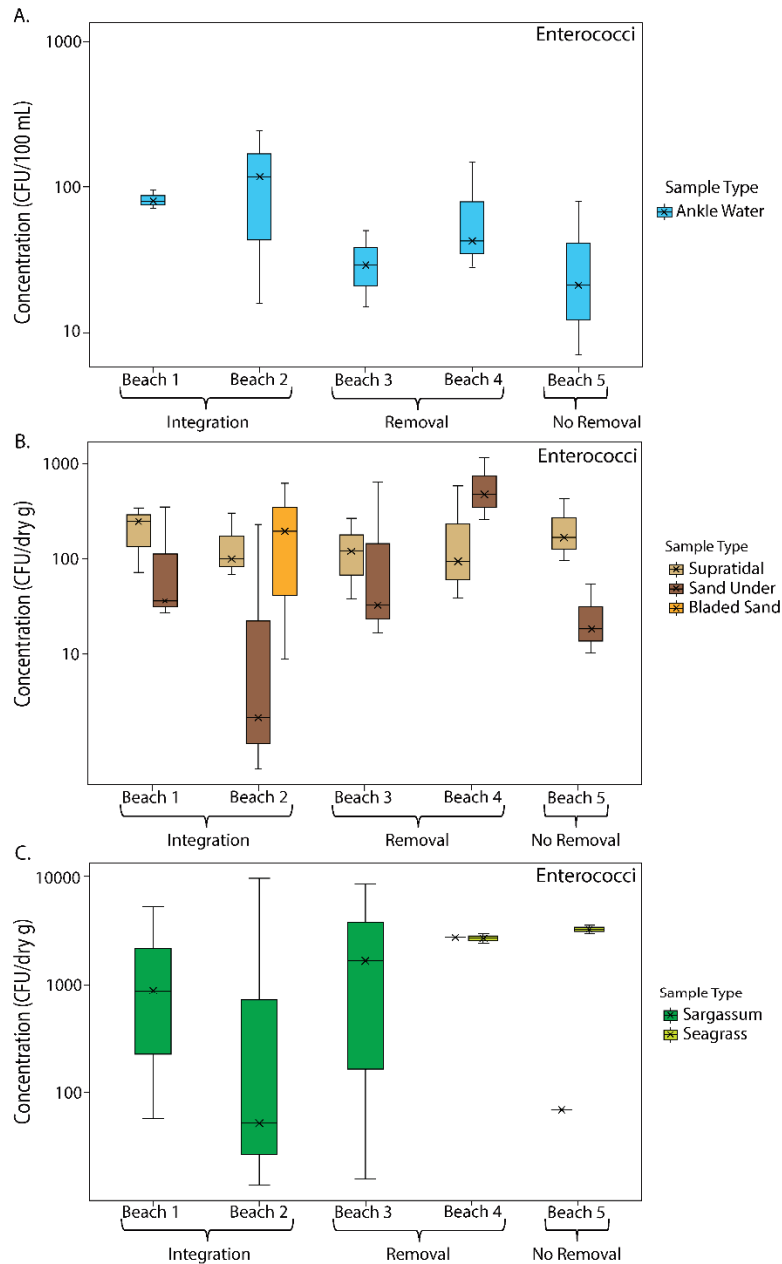 A.
Enterococci
Concentration (CFU/100 mL)
1000
100
10
Sample Type
Ankle Water
Beach 1 Beach 2 Beach 3 Beach 4 Beach 5
Integration Removal No Removal
B.
Enterococci
Concentration (CFU/dry g)
1000
100
10
Sample Type
Supratidal
Sand Under
Bladed Sand
Beach 1 Beach 2 Beach 3 Beach 4 Beach 5
Integration Removal No Removal
C.
Enterococci
Concentration (CFU/dry g)
10000
1000
100
Sample Type
Sargassum
Seagrass
Beach 1 Beach 2 Beach 3 Beach 4 Beach 5
Integration Removal No Removal